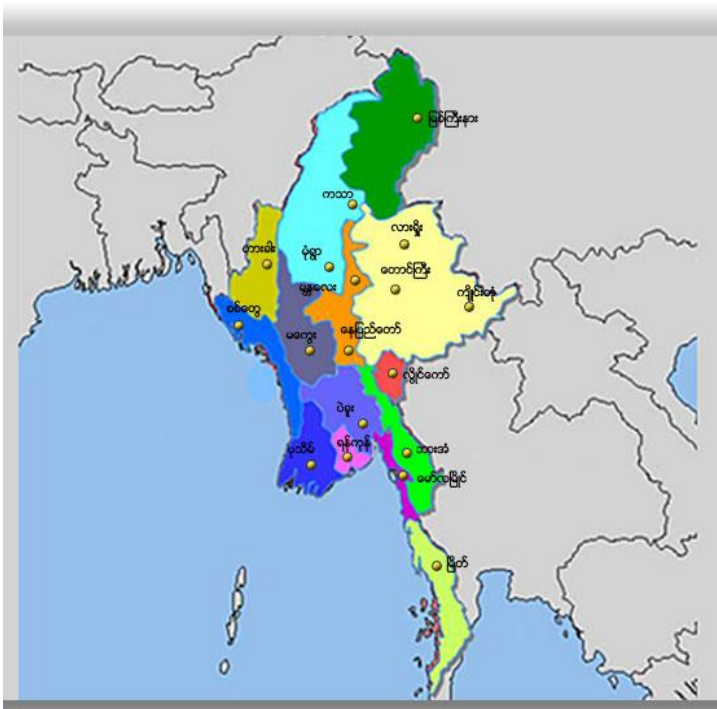 မြစ်ကြီးနား
ကသာ
လားရှိုး
မုံရွာ
ဟားခါး
တောင်ကြီး
မန္တလေး
ကျိုင်းတုံ
စစ်တွေ
နေပြည်တော်
မကွေး
လွိုင်ကော်
ပဲခူး
ရန်ကုန်
ပုသိမ်
ဘားအံ
မော်လမြိုင်
မြိတ်